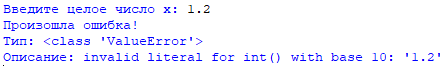 Введите целое число x: 1.2
Произошла ошибка!
Тип: <class 'ValueError'>
Описание: invalid literal for int() with base 10: '1.2'